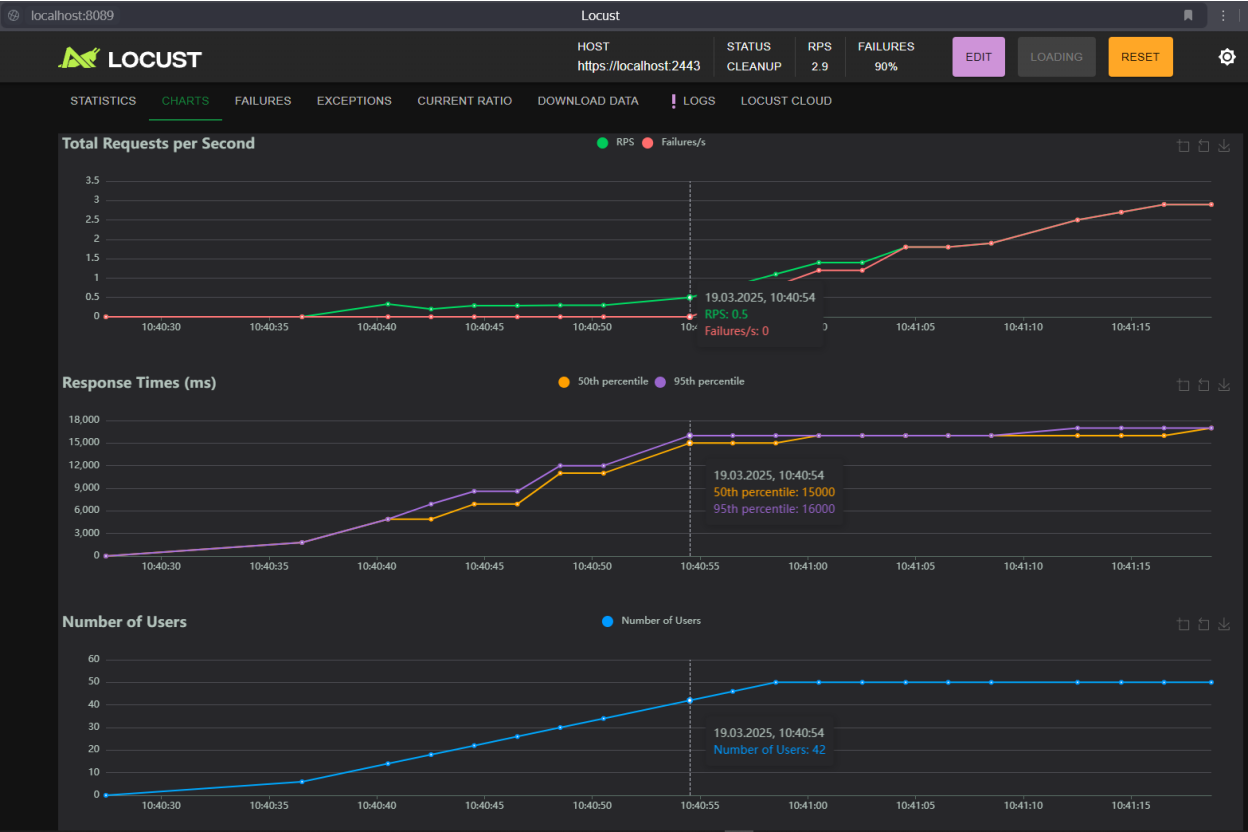 localhost:8089 Locust
LOCUST
HOST
https://localhost:2443
STATUS
CLEANUP
RPS
2.9
FAILURES
90%
EDIT LOADING RESET
STATISTICS CHARTS FAILURES EXCEPTIONS CURRENT RATIO DOWNLOAD DATA LOGS LOCUST CLOUD
Total Requests per Second
RPS Failures/s
3.5
3
2.5
2
1.5
1
0.5
0
19.03.2025, 10:40:54
RPS: 0.5
Failures/s: 0
10:40:30 10:40:35 10:40:40 10:40:45 10:40:50 10:4 0 10:41:05 10:41:10 10:41:15
Response Times (ms)
50th percentile 95th percentile
18,000
15,000
12,000
9,000
6,000
3,000
0
19.03.2025, 10:40:54
50th percentile: 15000
95th percentile: 16000
10:40:30 10:40:35 10:40:40 10:40:45 10:40:50 10:40:55 10:41:00 10:41:05 10:41:10 10:41:15
Number of Users
Number of Users
60
50
40
30
20
10
0
19.03.2025, 10:40:54
Number of Users: 42
10:40:30 10:40:35 10:40:40 10:40:45 10:40:50 10:40:55 10:41:00 10:41:05 10:41:10 10:41:15